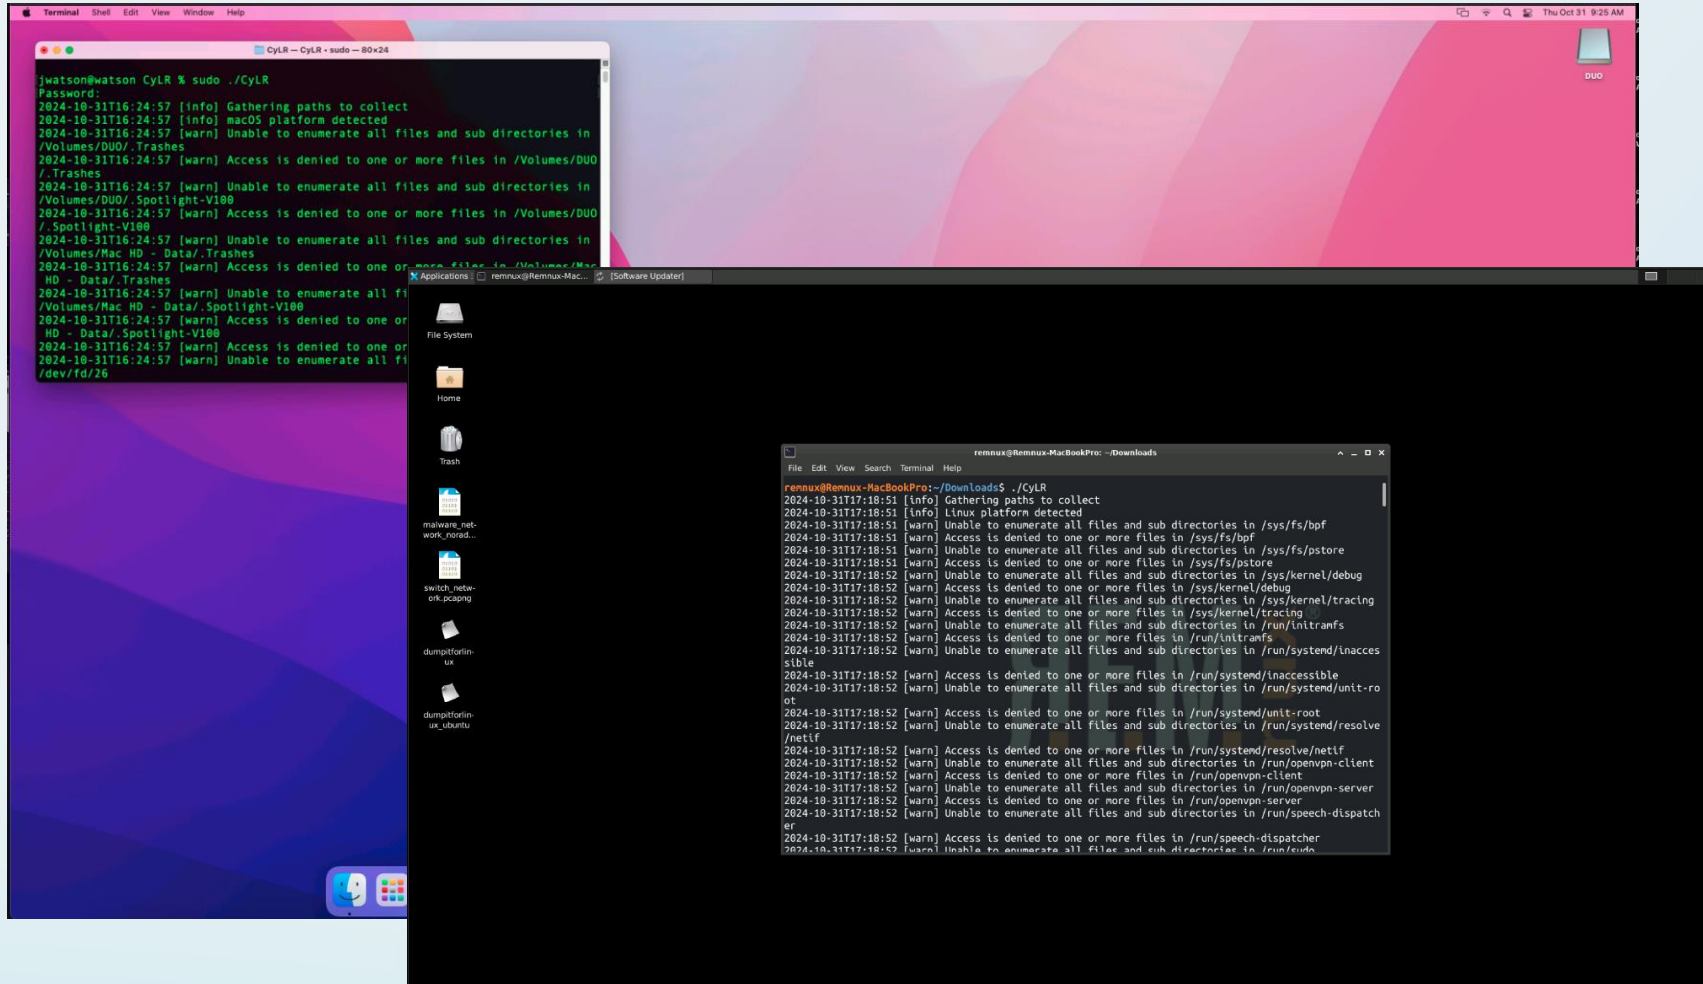 Terminal Shell Edit View Window Help
Thu Oct 31 9:25 AM
DUO
CyLR — CyLR • sudo — 80×24
jwatson@watson CyLR % sudo ./CyLR
Password:
2024-10-31T16:24:57 [info] Gathering paths to collect
2024-10-31T16:24:57 [info] macOS platform detected
2024-10-31T16:24:57 [warn] Unable to enumerate all files and sub directories in
/Volumes/DUO/.Trashes
2024-10-31T16:24:57 [warn] Access is denied to one or more files in /Volumes/DUO
/.Trashes
2024-10-31T16:24:57 [warn] Unable to enumerate all files and sub directories in
/Volumes/DUO/.Spotlight-V100
2024-10-31T16:24:57 [warn] Access is denied to one or more files in /Volumes/DUO
/.Spotlight-V100
2024-10-31T16:24:57 [warn] Unable to enumerate all files and sub directories in
/Volumes/Mac HD - Data/.Trashes
2024-10-31T16:24:57 [warn] Access is denied to one or more files in /Volumes/Mac
HD - Data/.Trashes
2024-10-31T16:24:57 [warn] Unable to enumerate all fi
/Volumes/Mac HD - Data/.Spotlight-V100
2024-10-31T16:24:57 [warn] Access is denied to one or
HD - Data/.Spotlight-V100
2024-10-31T16:24:57 [warn] Access is denied to one or
2024-10-31T16:24:57 [warn] Unable to enumerate all fi
/dev/fd/26
Applications remnux@Remnux-Mac... [Software Updater]
File System
Home
Trash
malware_net-
work_norad...
switch_netw-
ork.pcapng
dumpitforlin-
ux
dumpitforlin-
ux_ubuntu
remnux@Remnux-MacBookPro: ~/Downloads
File Edit View Search Terminal Help
remnux@Remnux-MacBookPro:~/Downloads$ ./CyLR
2024-10-31T17:18:51 [info] Gathering paths to collect
2024-10-31T17:18:51 [info] Linux platform detected
2024-10-31T17:18:51 [warn] Unable to enumerate all files and sub directories in /sys/fs/bpf
2024-10-31T17:18:51 [warn] Access is denied to one or more files in /sys/fs/bpf
2024-10-31T17:18:51 [warn] Unable to enumerate all files and sub directories in /sys/fs/pstore
2024-10-31T17:18:51 [warn] Access is denied to one or more files in /sys/fs/pstore
2024-10-31T17:18:52 [warn] Unable to enumerate all files and sub directories in /sys/kernel/debug
2024-10-31T17:18:52 [warn] Access is denied to one or more files in /sys/kernel/debug
2024-10-31T17:18:52 [warn] Unable to enumerate all files and sub directories in /sys/kernel/tracing
2024-10-31T17:18:52 [warn] Access is denied to one or more files in /sys/kernel/tracing
2024-10-31T17:18:52 [warn] Unable to enumerate all files and sub directories in /run/initramfs
2024-10-31T17:18:52 [warn] Access is denied to one or more files in /run/initramfs
2024-10-31T17:18:52 [warn] Unable to enumerate all files and sub directories in /run/systemd/inacces
sible
2024-10-31T17:18:52 [warn] Access is denied to one or more files in /run/systemd/inaccessible
2024-10-31T17:18:52 [warn] Unable to enumerate all files and sub directories in /run/systemd/unit-ro
ot
2024-10-31T17:18:52 [warn] Access is denied to one or more files in /run/systemd/unit-root
2024-10-31T17:18:52 [warn] Unable to enumerate all files and sub directories in /run/systemd/resolve
/netif
2024-10-31T17:18:52 [warn] Access is denied to one or more files in /run/systemd/resolve/netif
2024-10-31T17:18:52 [warn] Unable to enumerate all files and sub directories in /run/openvpn-client
2024-10-31T17:18:52 [warn] Access is denied to one or more files in /run/openvpn-client
2024-10-31T17:18:52 [warn] Unable to enumerate all files and sub directories in /run/openvpn-server
2024-10-31T17:18:52 [warn] Access is denied to one or more files in /run/openvpn-server
2024-10-31T17:18:52 [warn] Unable to enumerate all files and sub directories in /run/speech-dispatch
er
2024-10-31T17:18:52 [warn] Access is denied to one or more files in /run/speech-dispatcher
2024-10-31T17:18:52 [warn] Unable to enumerate all files and sub directories in /run/sudo